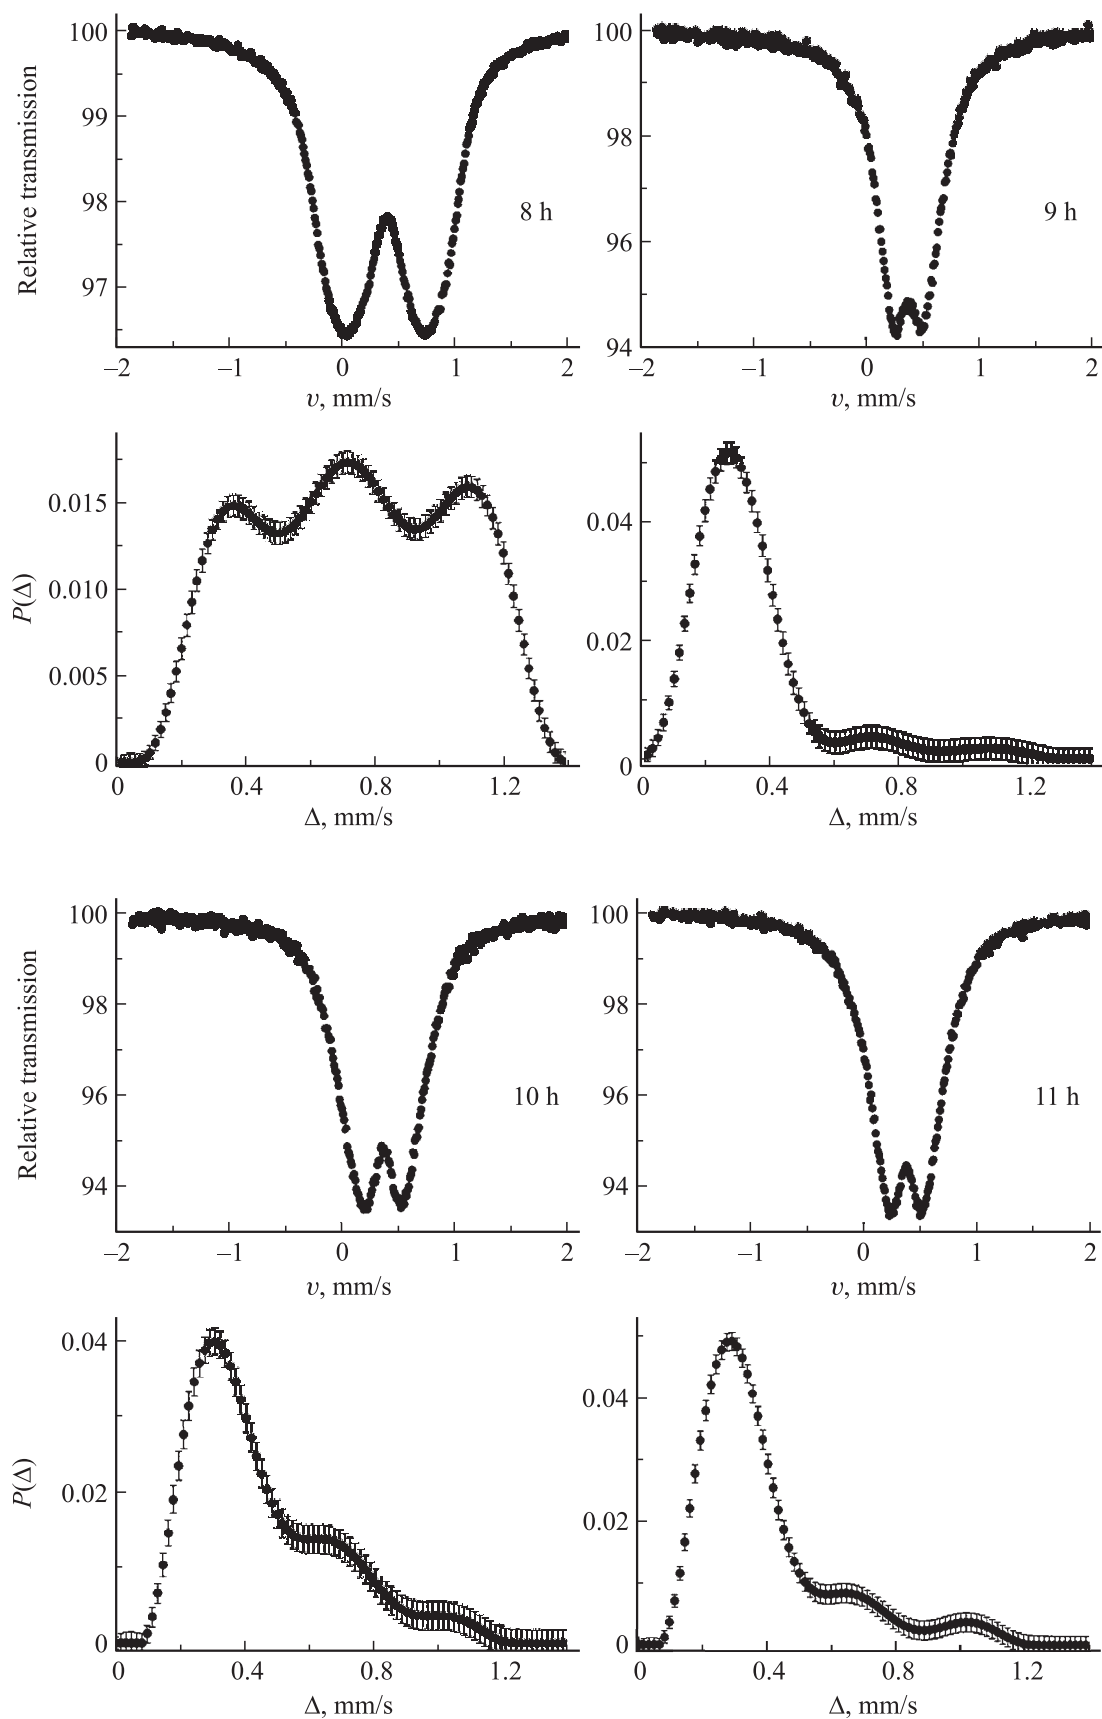 100
99
98
97
Relative transmission
8 h
–2 –1 0 1 2
υ, mm/s
100
98
96
94
9 h
–2 –1 0 1 2
υ, mm/s
0.015
0.010
0.005
0
P(Δ)
0 0.4 0.8 1.2
Δ, mm/s
0.04
0.02
0
0 0.4 0.8 1.2
Δ, mm/s
100
98
96
94
Relative transmission
10 h
–2 –1 0 1 2
υ, mm/s
100
98
96
94
11 h
–2 –1 0 1 2
υ, mm/s
0.04
0.02
0
P(Δ)
0 0.4 0.8 1.2
Δ, mm/s
0.04
0.02
0
0 0.4 0.8 1.2
Δ, mm/s